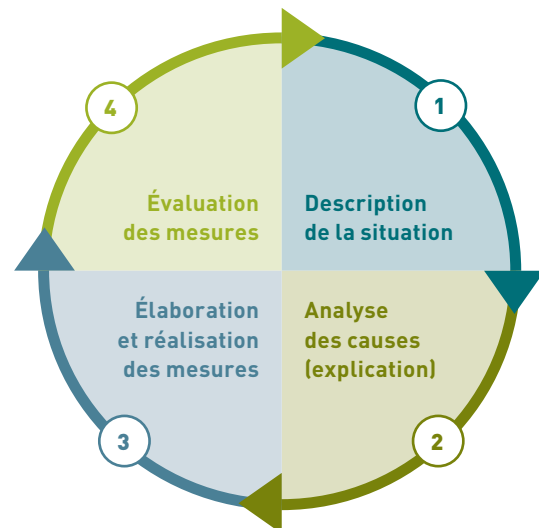 1
Description
de la situation
2
Analyse
des causes
(explication)
3
Élaboration
et réalisation
des mesures
4
Évaluation
des mesures